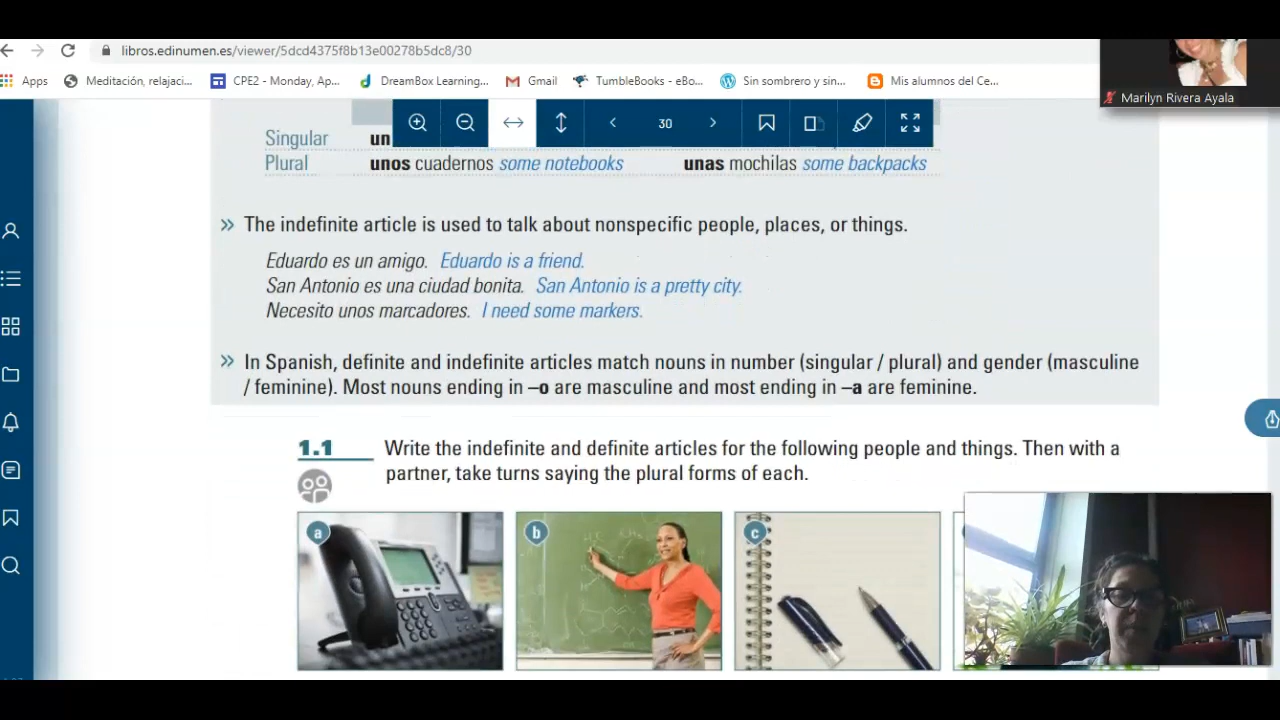 libros.edinumen.es/viewer/5dcd4375f8b13e00278b5dc8/30
Apps Meditación, relajaci... CPE2 - Monday, Ap... DreamBox Learning... Gmail TumbleBooks - eBo... Sin sombrero y sin... Mis alumnos del Ce...
Marilyn Rivera Ayala
30
Singular un
Plural unos cuadernos some notebooks unas mochilas some backpacks
» The indefinite article is used to talk about nonspecific people, places, or things.
Eduardo es un amigo. Eduardo is a friend.
San Antonio es una ciudad bonita. San Antonio is a pretty city.
Necesito unos marcadores. I need some markers.
» In Spanish, definite and indefinite articles match nouns in number (singular / plural) and gender (masculine
/ feminine). Most nouns ending in –o are masculine and most ending in –a are feminine.
1.1 Write the indefinite and definite articles for the following people and things. Then with a
partner, take turns saying the plural forms of each.
a b c